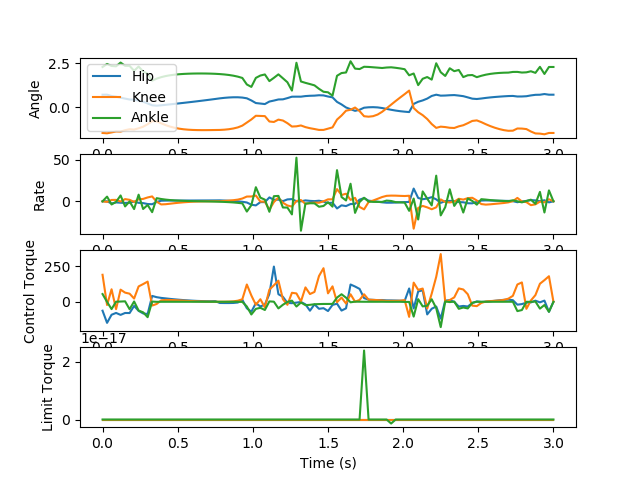 2.5
0.0
Angle
Hip
Knee
Ankle
0.0 0.5 1.0 1.5 2.0 2.5 3.0
50
0
Rate
0.0 0.5 1.0 1.5 2.0 2.5 3.0
250
0
Control Torque
0.0 0.5 1.0 1.5 2.0 2.5 3.0
1e−17
2
0
Limit Torque
0.0 0.5 1.0 1.5 2.0 2.5 3.0
Time (s)